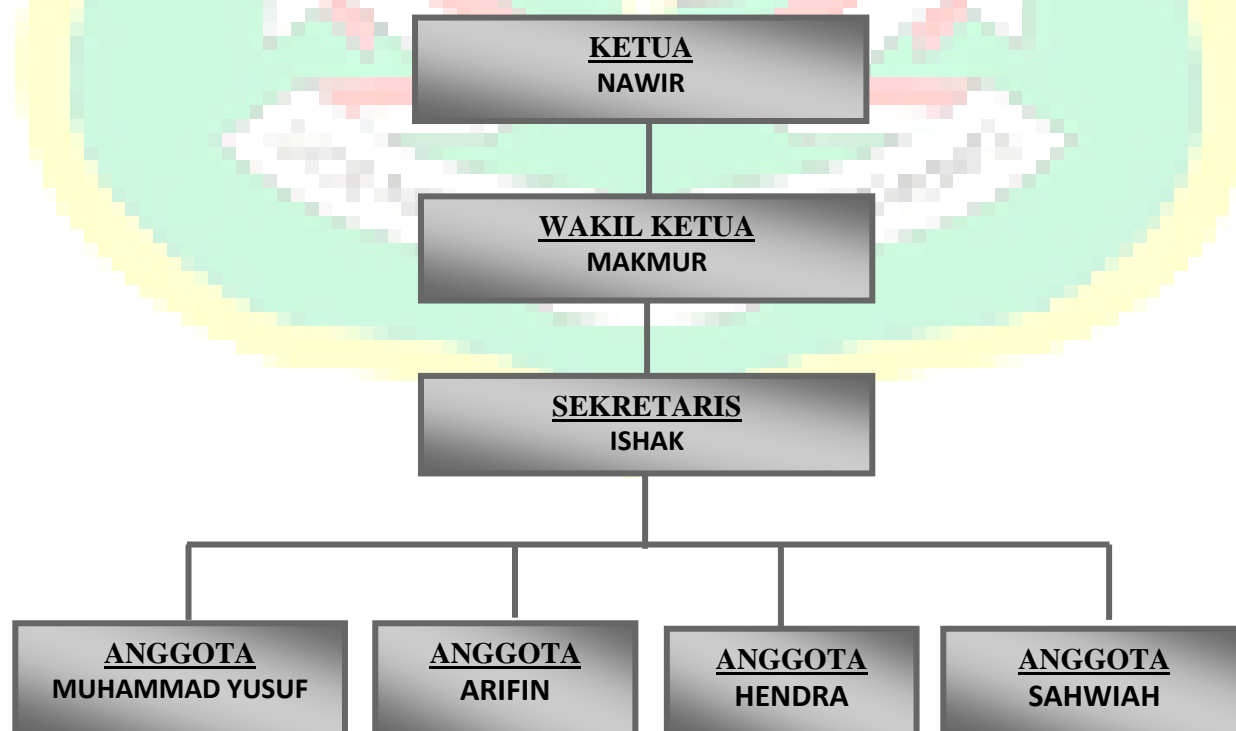 KETUA
NAWIR
WAKIL KETUA
MAKMUR
SEKRETARIS
ISHAK
ANGGOTA
MUHAMMAD YUSUF
ANGGOTA
ARIFIN
ANGGOTA
HENDRA
ANGGOTA
SAHWIAH